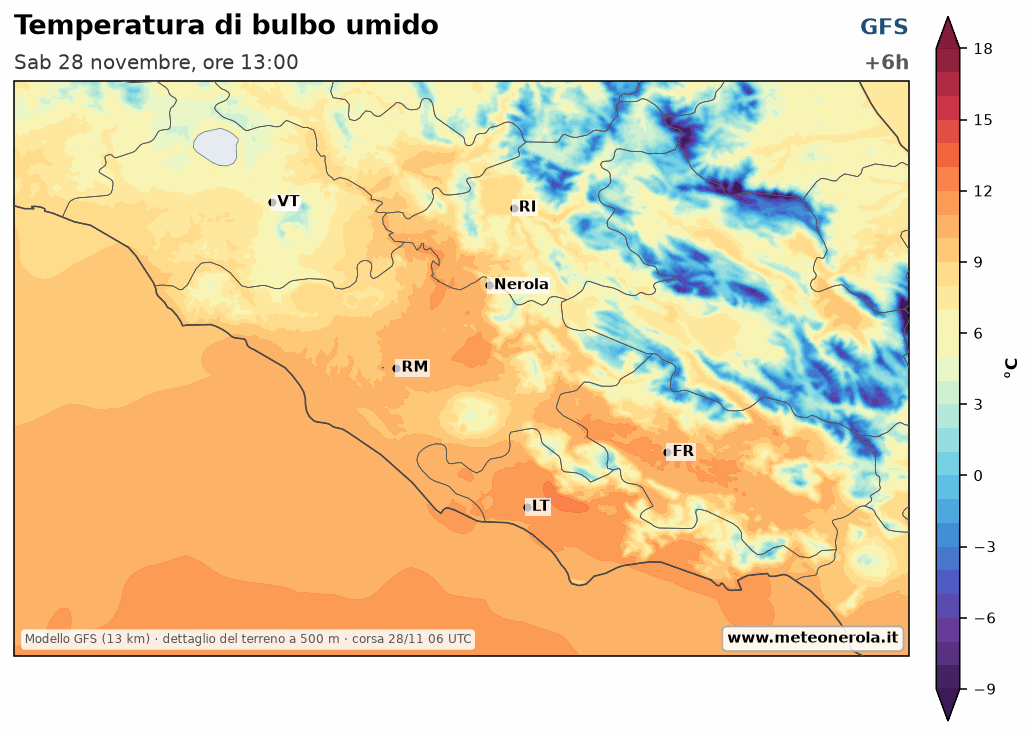 Temperatura di bulbo umido
GFS
Sab 28 novembre, ore 13:00
+6h
VT
RI
Nerola
RM
FR
LT
Modello GFS (13 km) · dettaglio del terreno a 500 m · corsa 28/11 06 UTC
www.meteonerola.it
18
15
12
9
6
3
0
−3
−6
−9
°C